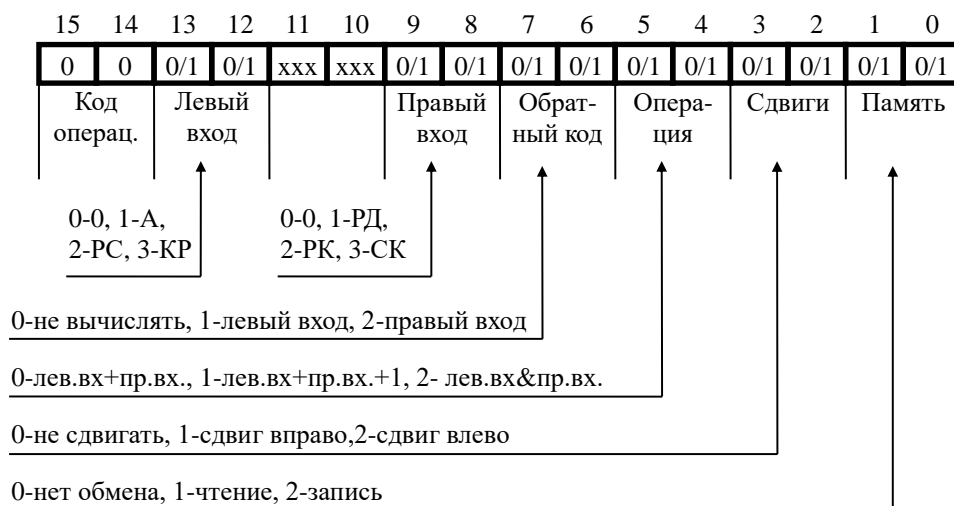 15 14 13 12 11 10 9 8 7 6 5 4 3 2 1 0
0 0 0/1 0/1 xxx xxx 0/1 0/1 0/1 0/1 0/1 0/1 0/1 0/1 0/1 0/1
Код Левый Правый Обрат- Опера- Сдвиги Память
операц. вход вход ный код ция
0-0, 1-А, 0-0, 1-РД,
2-РС, 3-КР 2-РК, 3-СК
0-не вычислять, 1-левый вход, 2-правый вход
0-лев.вх+пр.вх., 1-лев.вх+пр.вх.+1, 2- лев.вх&пр.вх.
0-не сдвигать, 1-сдвиг вправо,2-сдвиг влево
0-нет обмена, 1-чтение, 2-запись